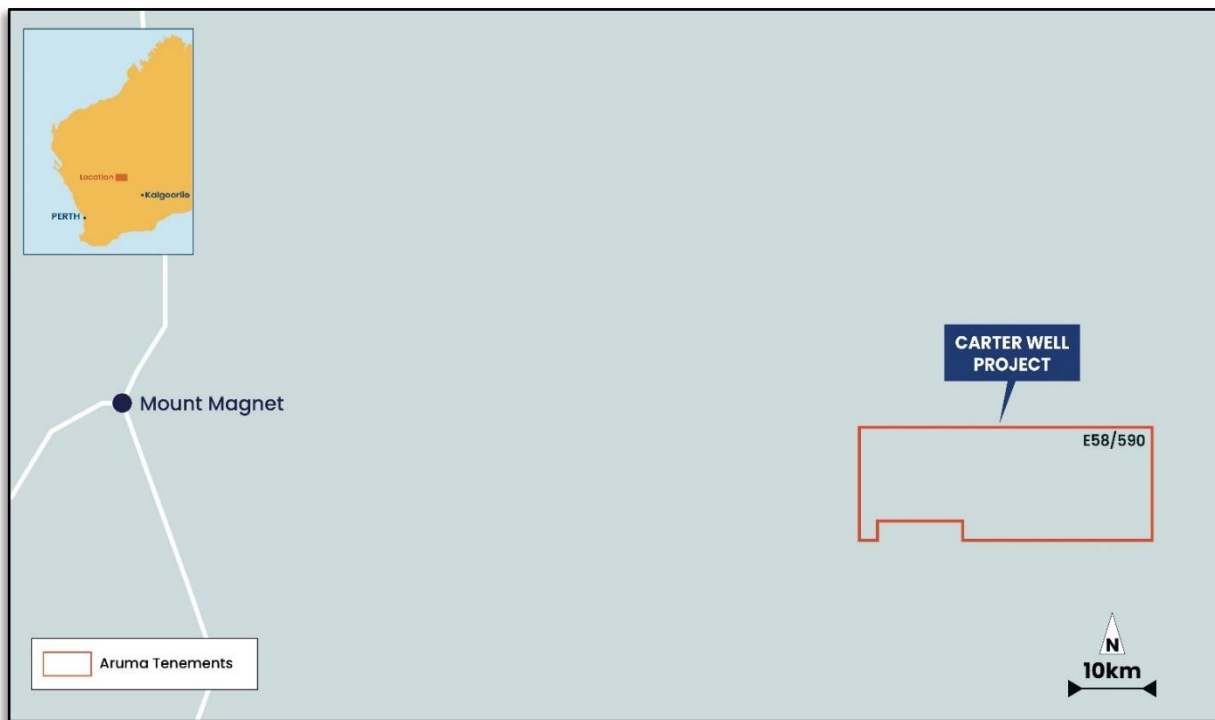 Location
•Kalgoorlie
PERTH•
Mount Magnet
CARTER WELL
PROJECT
E58/590
Aruma Tenements
N
10km